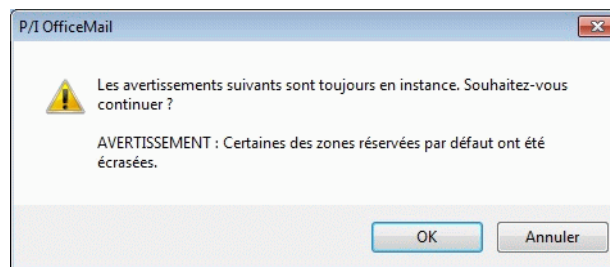 P/I OfficeMail
Les avertissements suivants sont toujours en instance. Souhaitez-vous
continuer ?
AVERTISSEMENT : Certaines des zones réservées par défaut ont été
écrasées.
OK
Annuler